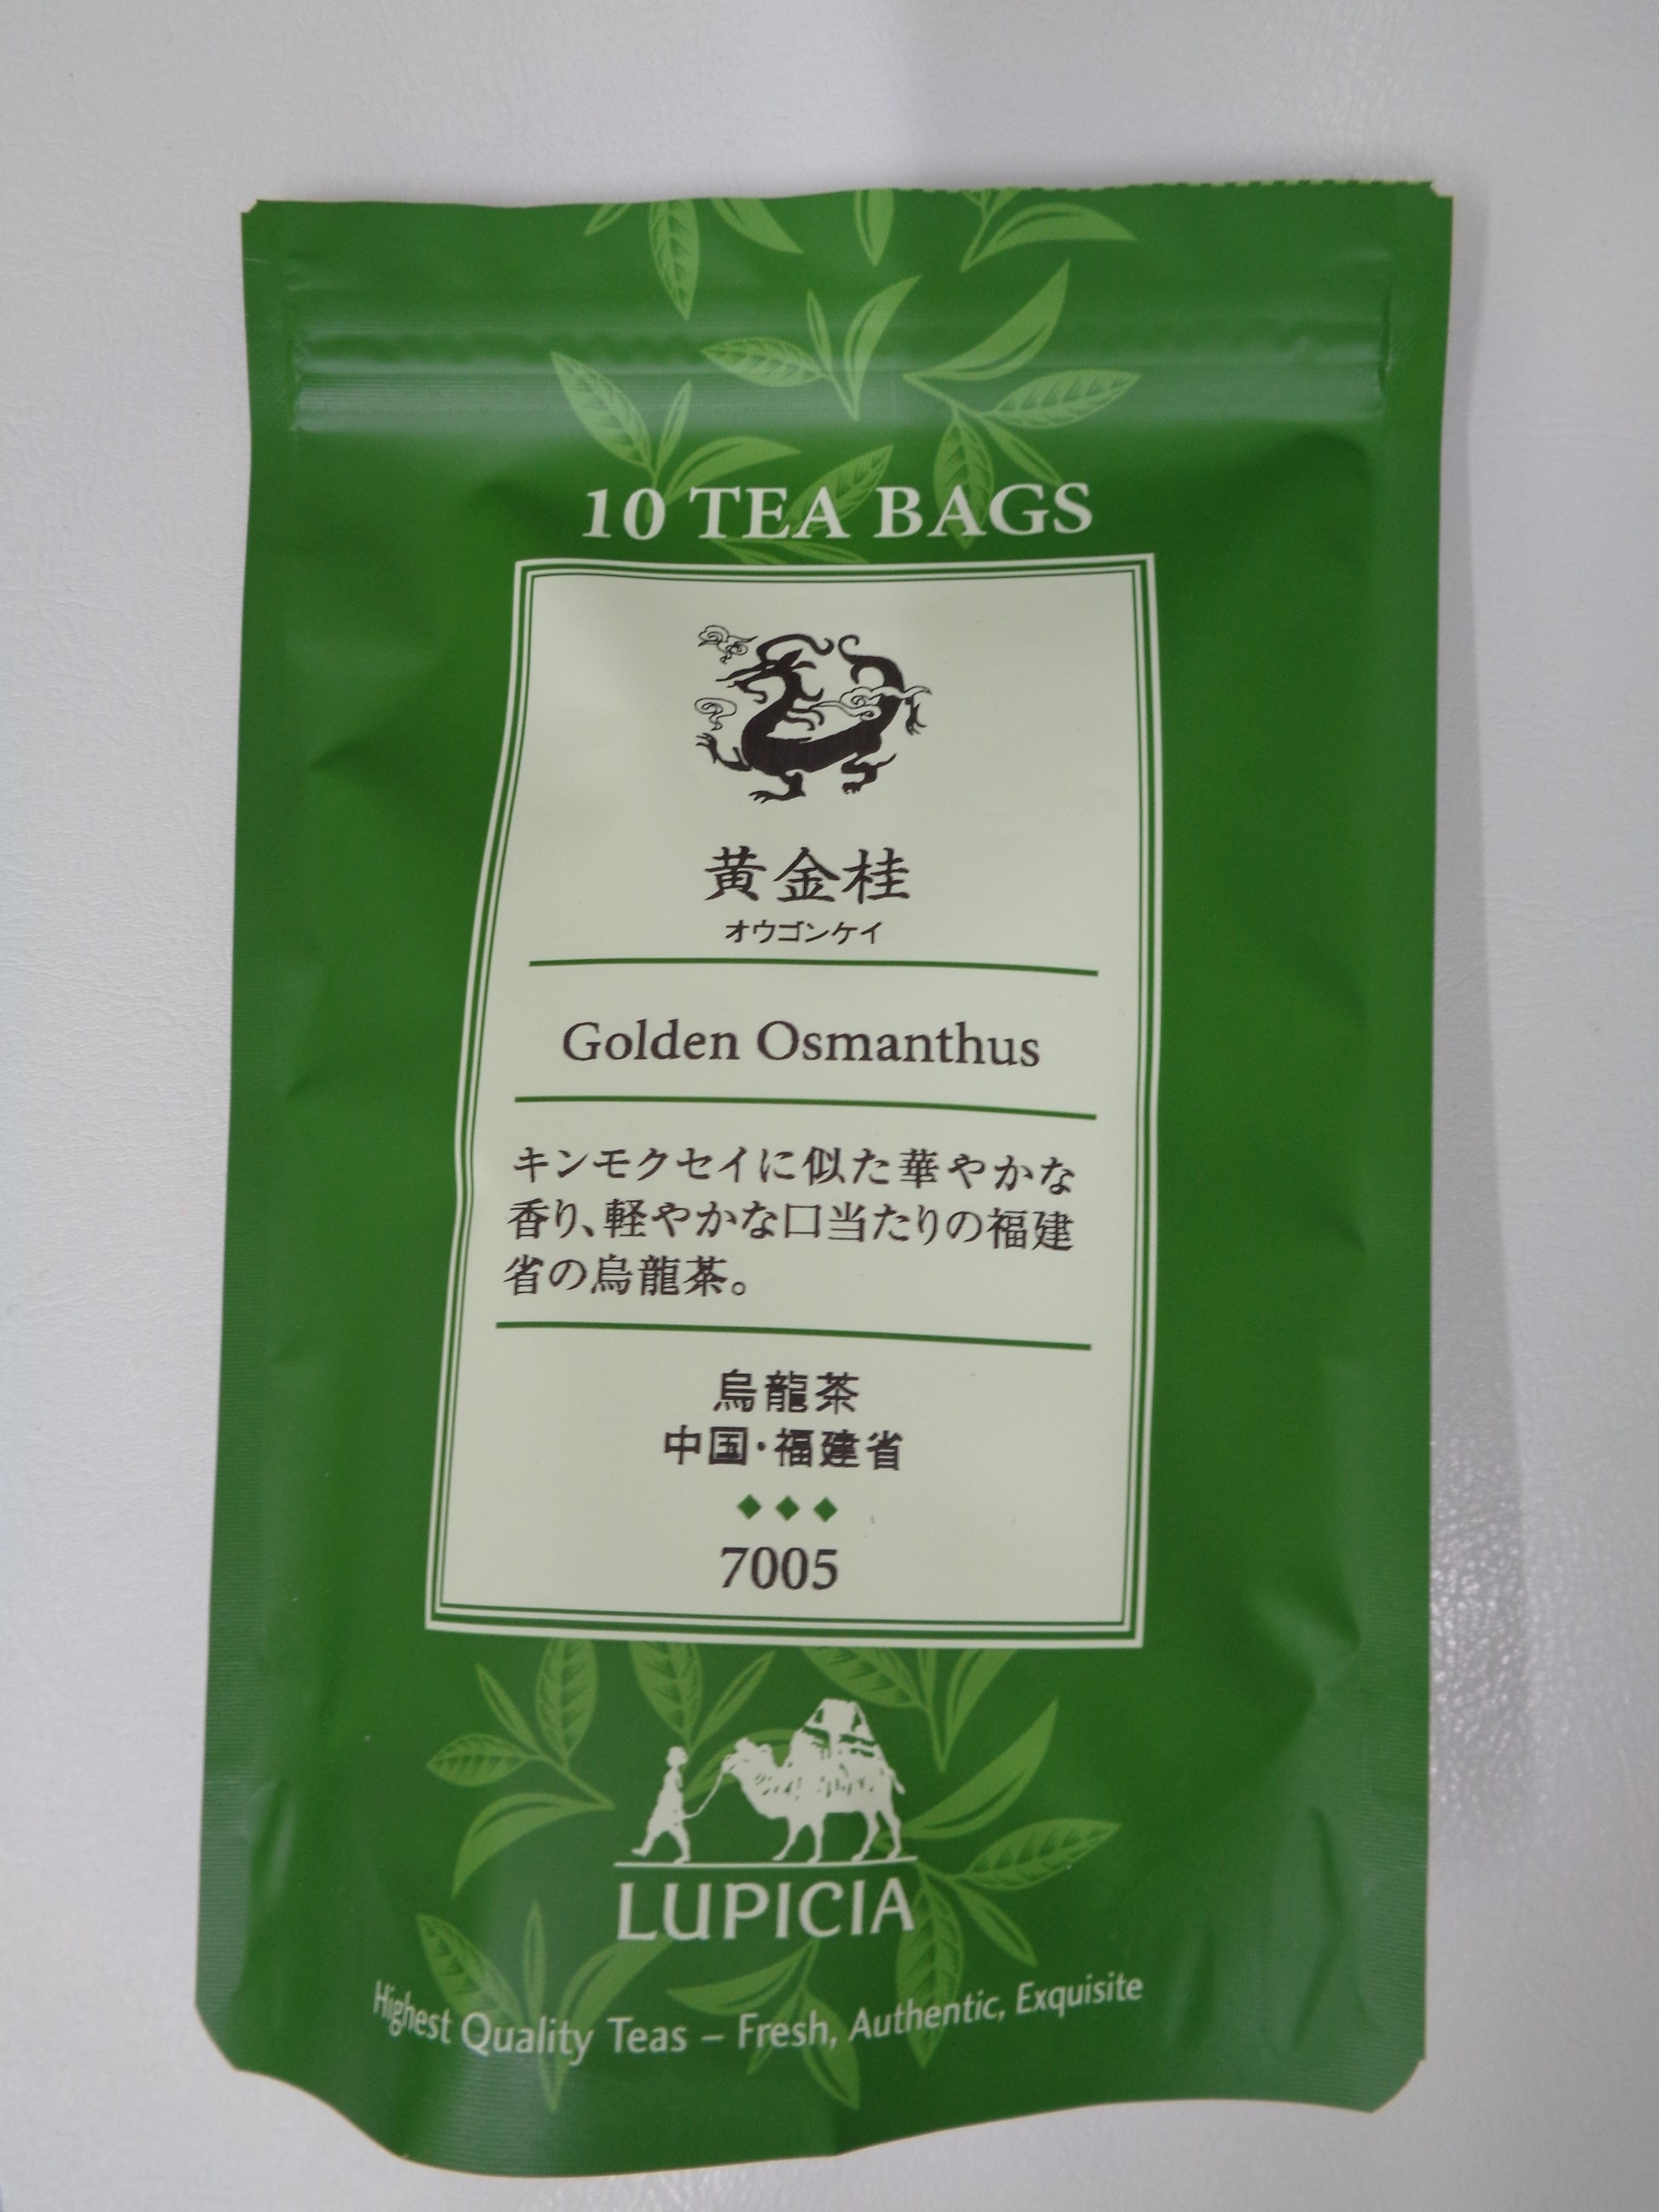 10 TEA BAGS
黄金桂
オウゴンケイ
Golden Osmanthus
キンモクセイに似た華やかな
香り、軽やかな口当たりの福建
省の烏龍茶。
烏龍茶
中国・福建省
7005
LUPICIA
Highest Quality Teas – Fresh, Authentic, Exquisite